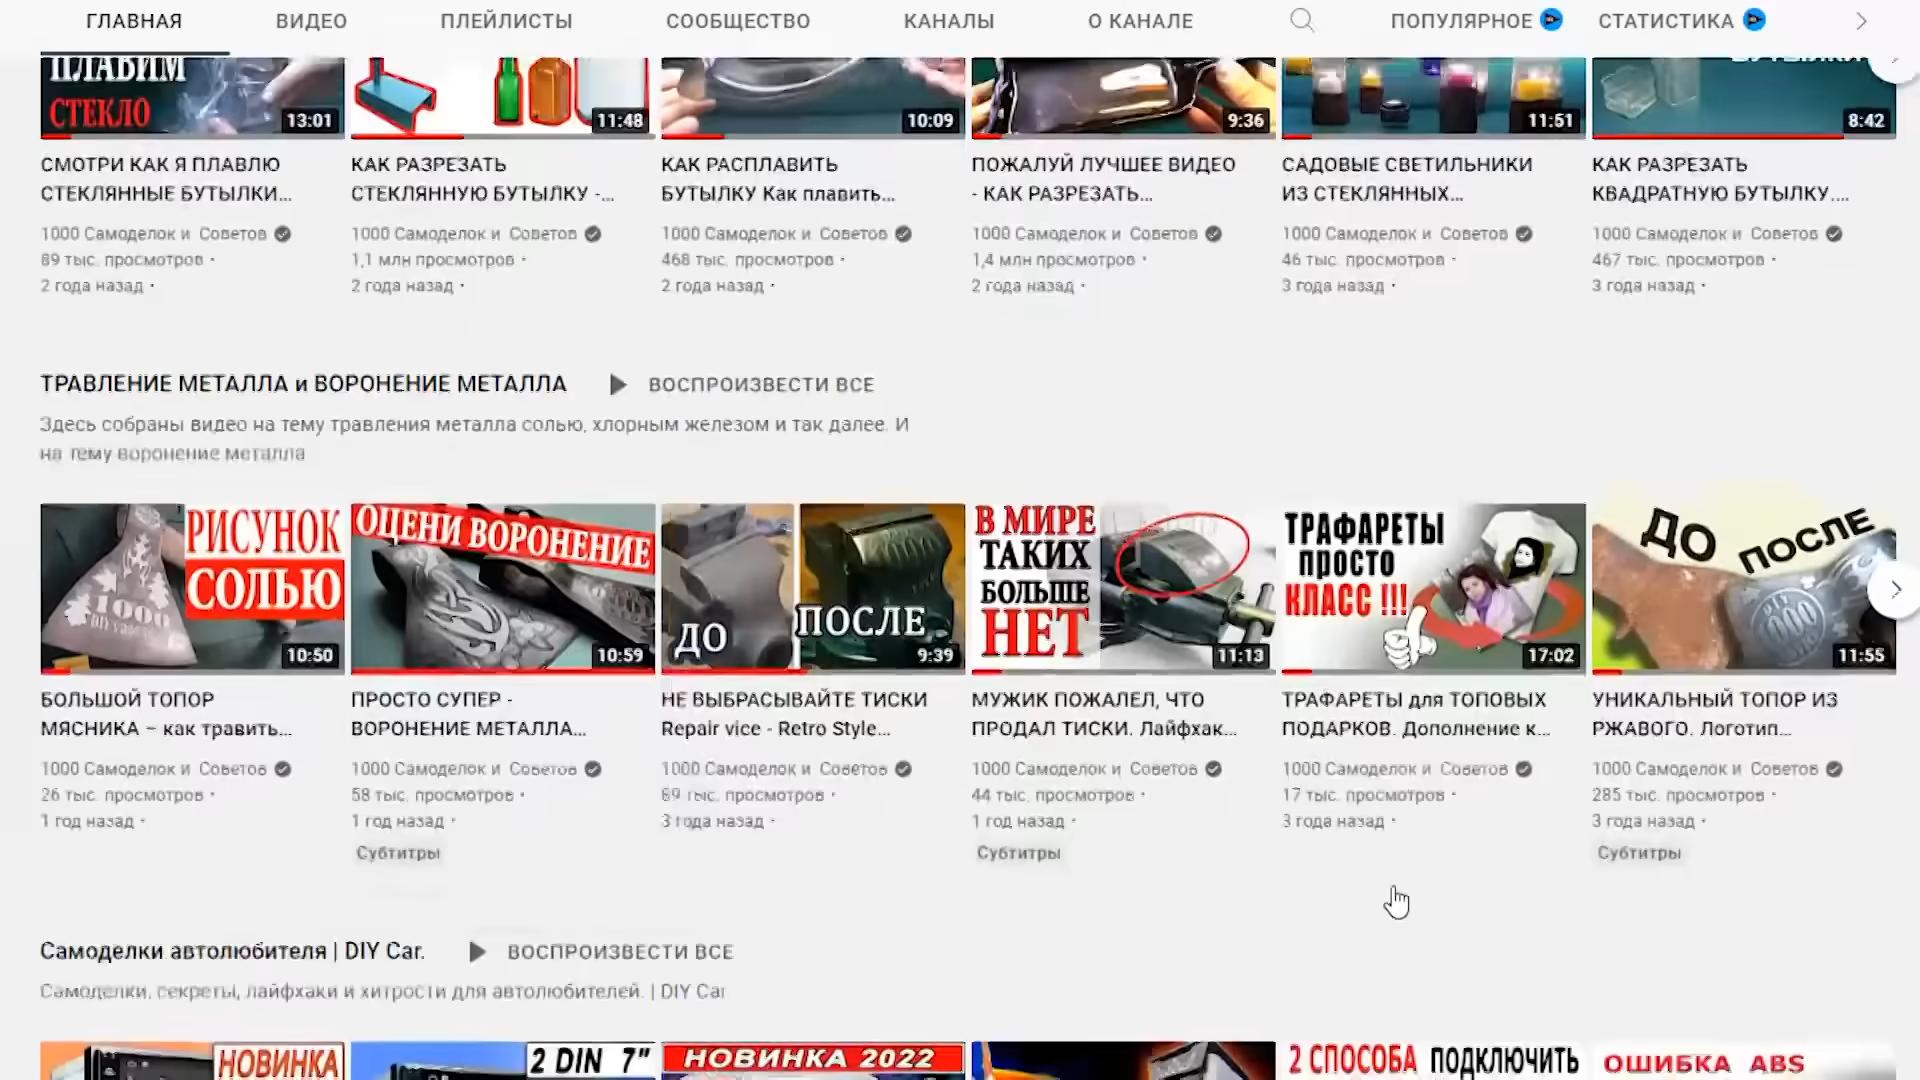 ГЛАВНАЯ ВИДЕО ПЛЕЙЛИСТЫ СООБЩЕСТВО КАНАЛЫ О КАНАЛЕ ПОПУЛЯРНОЕ СТАТИСТИКА
ПЛАВИМ
СТЕКЛО
13:01 11:48 10:09 9:36 11:51 8:42
СМОТРИ КАК Я ПЛАВЛЮ
СТЕКЛЯННЫЕ БУТЫЛКИ...
1000 Самоделок и Советов
89 тыс. просмотров •
2 года назад •
КАК РАЗРЕЗАТЬ
СТЕКЛЯННУЮ БУТЫЛКУ -...
1000 Самоделок и Советов
1,1 млн просмотров •
2 года назад •
КАК РАСПЛАВИТЬ
БУТЫЛКУ Как плавить...
1000 Самоделок и Советов
468 тыс. просмотров •
2 года назад •
ПОЖАЛУЙ ЛУЧШЕЕ ВИДЕО
- КАК РАЗРЕЗАТЬ...
1000 Самоделок и Советов
1,4 млн просмотров •
2 года назад •
САДОВЫЕ СВЕТИЛЬНИКИ
ИЗ СТЕКЛЯННЫХ...
1000 Самоделок и Советов
46 тыс. просмотров •
3 года назад •
КАК РАЗРЕЗАТЬ
КВАДРАТНУЮ БУТЫЛКУ....
1000 Самоделок и Советов
467 тыс. просмотров •
3 года назад •
ТРАВЛЕНИЕ МЕТАЛЛА и ВОРОНЕНИЕ МЕТАЛЛА ВОСПРОИЗВЕСТИ ВСЕ
Здесь собраны видео на тему травления металла солью, хлорным железом и так далее. И
на тему воронение металла
РИСУНОК
СОЛЬЮ
1000
10:50
БОЛЬШОЙ ТОПОР
МЯСНИКА – как травить...
1000 Самоделок и Советов
26 тыс. просмотров •
1 год назад •
ОЦЕНИ ВОРОНЕНИЕ
10:59
ПРОСТО СУПЕР -
ВОРОНЕНИЕ МЕТАЛЛА...
1000 Самоделок и Советов
58 тыс. просмотров •
1 год назад •
Субтитры
ДО
ПОСЛЕ
9:39
НЕ ВЫБРАСЫВАЙТЕ ТИСКИ
Repair vice - Retro Style...
1000 Самоделок и Советов
89 тыс. просмотров •
3 года назад •
В МИРЕ
ТАКИХ
БОЛЬШЕ
НЕТ
11:13
МУЖИК ПОЖАЛЕЛ, ЧТО
ПРОДАЛ ТИСКИ. Лайфхак...
1000 Самоделок и Советов
44 тыс. просмотров •
1 год назад •
Субтитры
ТРАФАРЕТЫ
просто
КЛАСС !!!
17:02
ТРАФАРЕТЫ для ТОПОВЫХ
ПОДАРКОВ. Дополнение к...
1000 Самоделок и Советов
17 тыс. просмотров •
3 года назад •
ДО ПОСЛЕ
11:55
УНИКАЛЬНЫЙ ТОПОР ИЗ
РЖАВОГО. Логотип...
1000 Самоделок и Советов
285 тыс. просмотров •
3 года назад •
Субтитры
Самоделки автолюбителя | DIY Car. ВОСПРОИЗВЕСТИ ВСЕ
Самоделки, секреты, лайфхаки и хитрости для автолюбителей. | DIY Car
НОВИНКА
2 DIN 7”
НОВИНКА 2022
2 СПОСОБА ПОДКЛЮЧИТЬ
ОШИБКА ABS